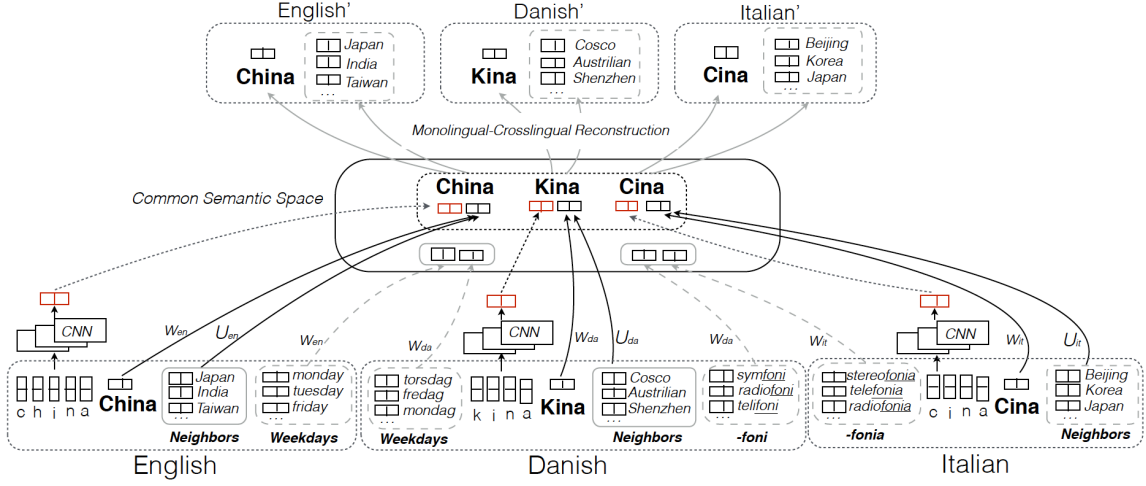 English’ Danish’ Italian’
China
Japan
India
Taiwan
...
Kina
Cosco
Austrilian
Shenzhen
...
Cina
Beijing
Korea
Japan
...
Monolingual-Crosslingual Reconstruction
Common Semantic Space
China Kina Cina
CNN
CNN
CNN
Wen
Uen
Wen
Wda
Wda
Uda
Wda
Wit
Wit
Uit
c h i n a
China
Japan
India
...
Taiwan
Neighbors
monday
tuesday
friday
...
Weekdays
English
torsdag
fredag
mondag
...
Weekdays
k i n a
Kina
Cosco
Austrilian
Shenzhen
...
Neighbors
symfoni
radiofoni
telifoni
...
-foni
Danish
stereofonia
telefonia
radiofonia
...
-fonia
c i n a
Cina
Beijing
Korea
Japan
...
Neighbors
Italian